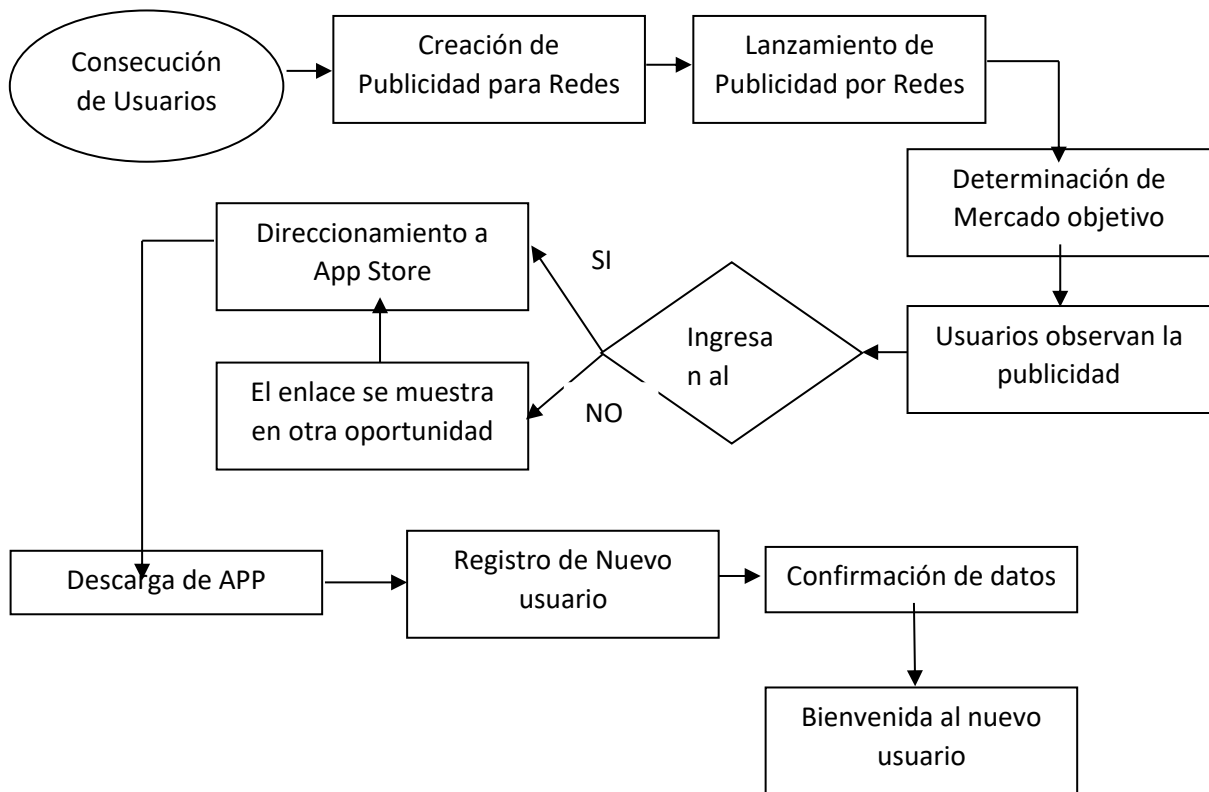 Consecución
de Usuarios
Creación de
Publicidad para Redes
Lanzamiento de
Publicidad por Redes
Determinación de
Mercado objetivo
Usuarios observan la
publicidad
Ingresa
n al
SI
NO
Direccionamiento a
App Store
El enlace se muestra
en otra oportunidad
Descarga de APP
Registro de Nuevo
usuario
Confirmación de datos
Bienvenida al nuevo
usuario